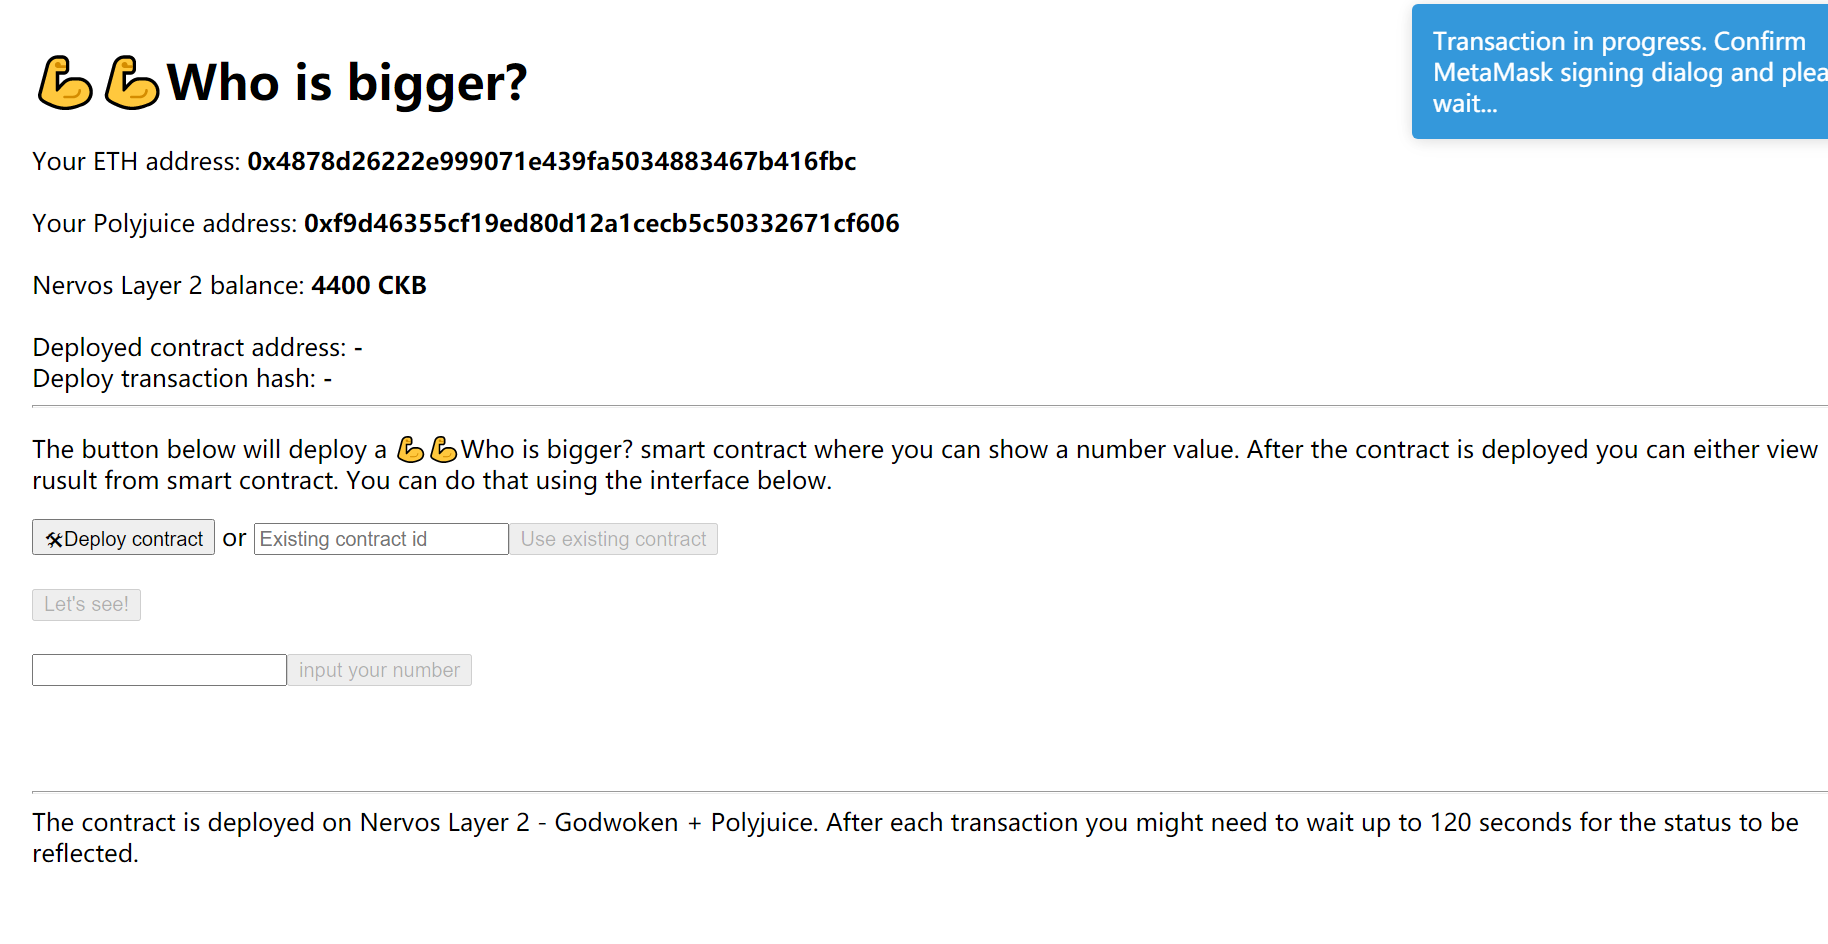 💪💪Who is bigger?
Transaction in progress. Confirm
MetaMask signing dialog and plea
wait...
Your ETH address: 0x4878d26222e999071e439fa5034883467b416fbc
Your Polyjuice address: 0xf9d46355cf19ed80d12a1cecb5c50332671cf606
Nervos Layer 2 balance: 4400 CKB
Deployed contract address: -
Deploy transaction hash: -
The button below will deploy a 💪💪Who is bigger? smart contract where you can show a number value. After the contract is deployed you can either view
rusult from smart contract. You can do that using the interface below.
🛠Deploy contract or Existing contract id Use existing contract
Let's see!
input your number
The contract is deployed on Nervos Layer 2 - Godwoken + Polyjuice. After each transaction you might need to wait up to 120 seconds for the status to be
reflected.